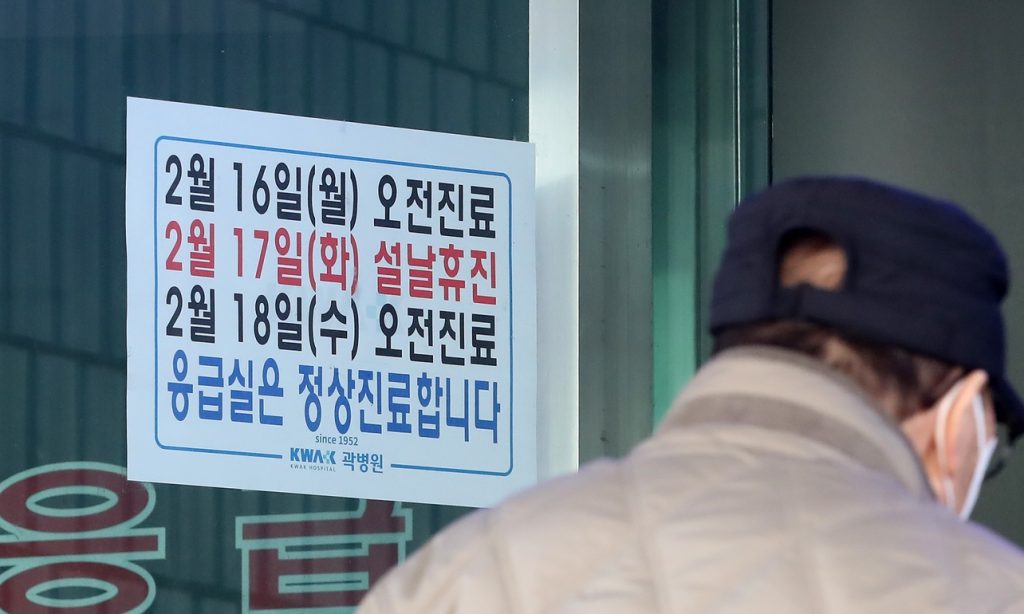 2월 16일(월) 오전진료
2월 17일(화) 설날휴진
2월 18일(수) 오전진료
응급실은 정상진료합니다
since 1952
KWAK 곽병원
KWAK HOSPITAL
응급